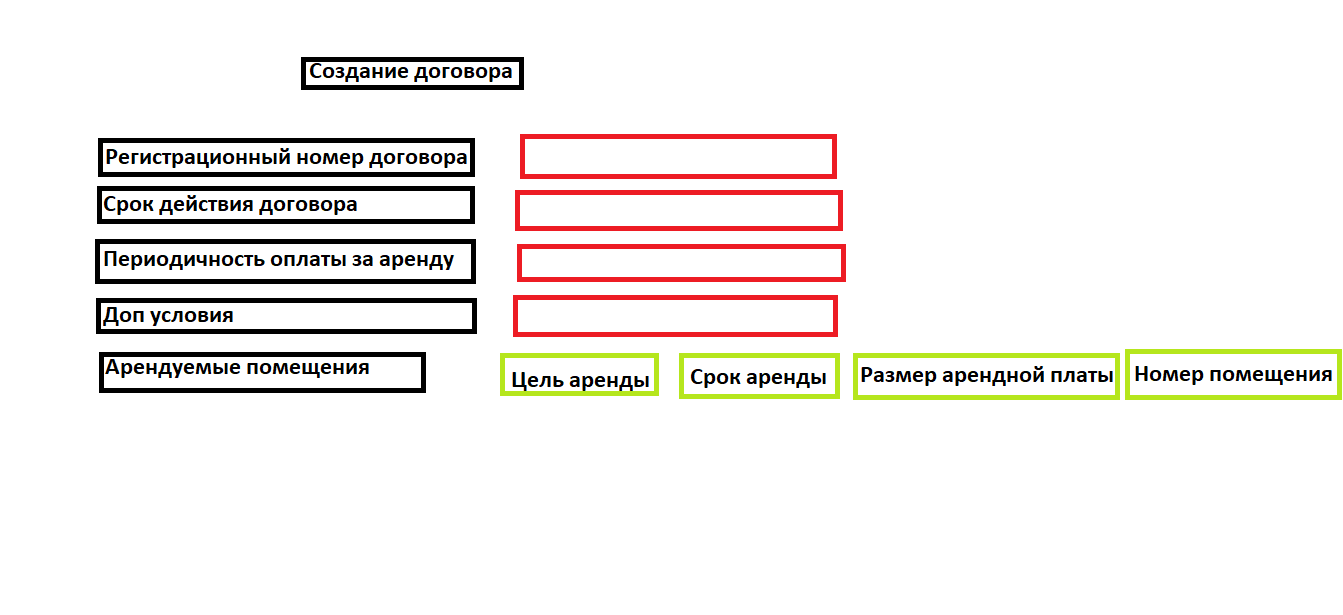 Создание договора
Регистрационный номер договора
Срок действия договора
Периодичность оплаты за аренду
Доп условия
Арендуемые помещения
Цель аренды
Срок аренды
Размер арендной платы
Номер помещения